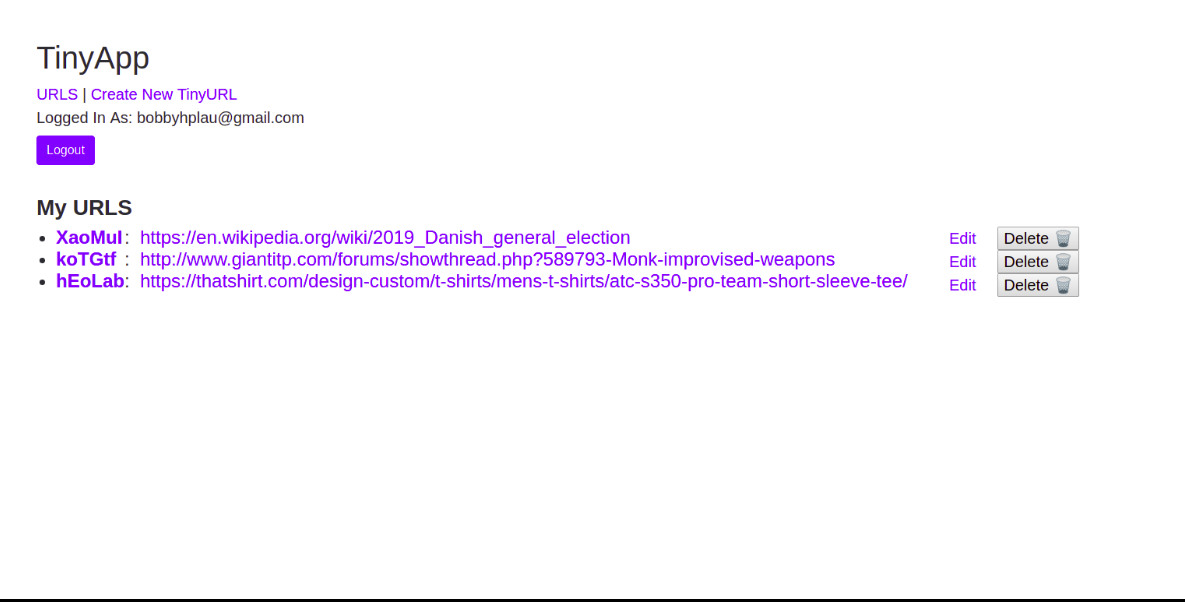 TinyApp
URLS | Create New TinyURL
Logged In As: bobbyhplau@gmail.com
Logout
My URLS
XaoMuI : https://en.wikipedia.org/wiki/2019_Danish_general_election Edit Delete
koTGtf : http://www.giantitp.com/forums/showthread.php?589793-Monk-improvised-weapons Edit Delete
hEoLab: https://thatshirt.com/design-custom/t-shirts/mens-t-shirts/atc-s350-pro-team-short-sleeve-tee/ Edit Delete